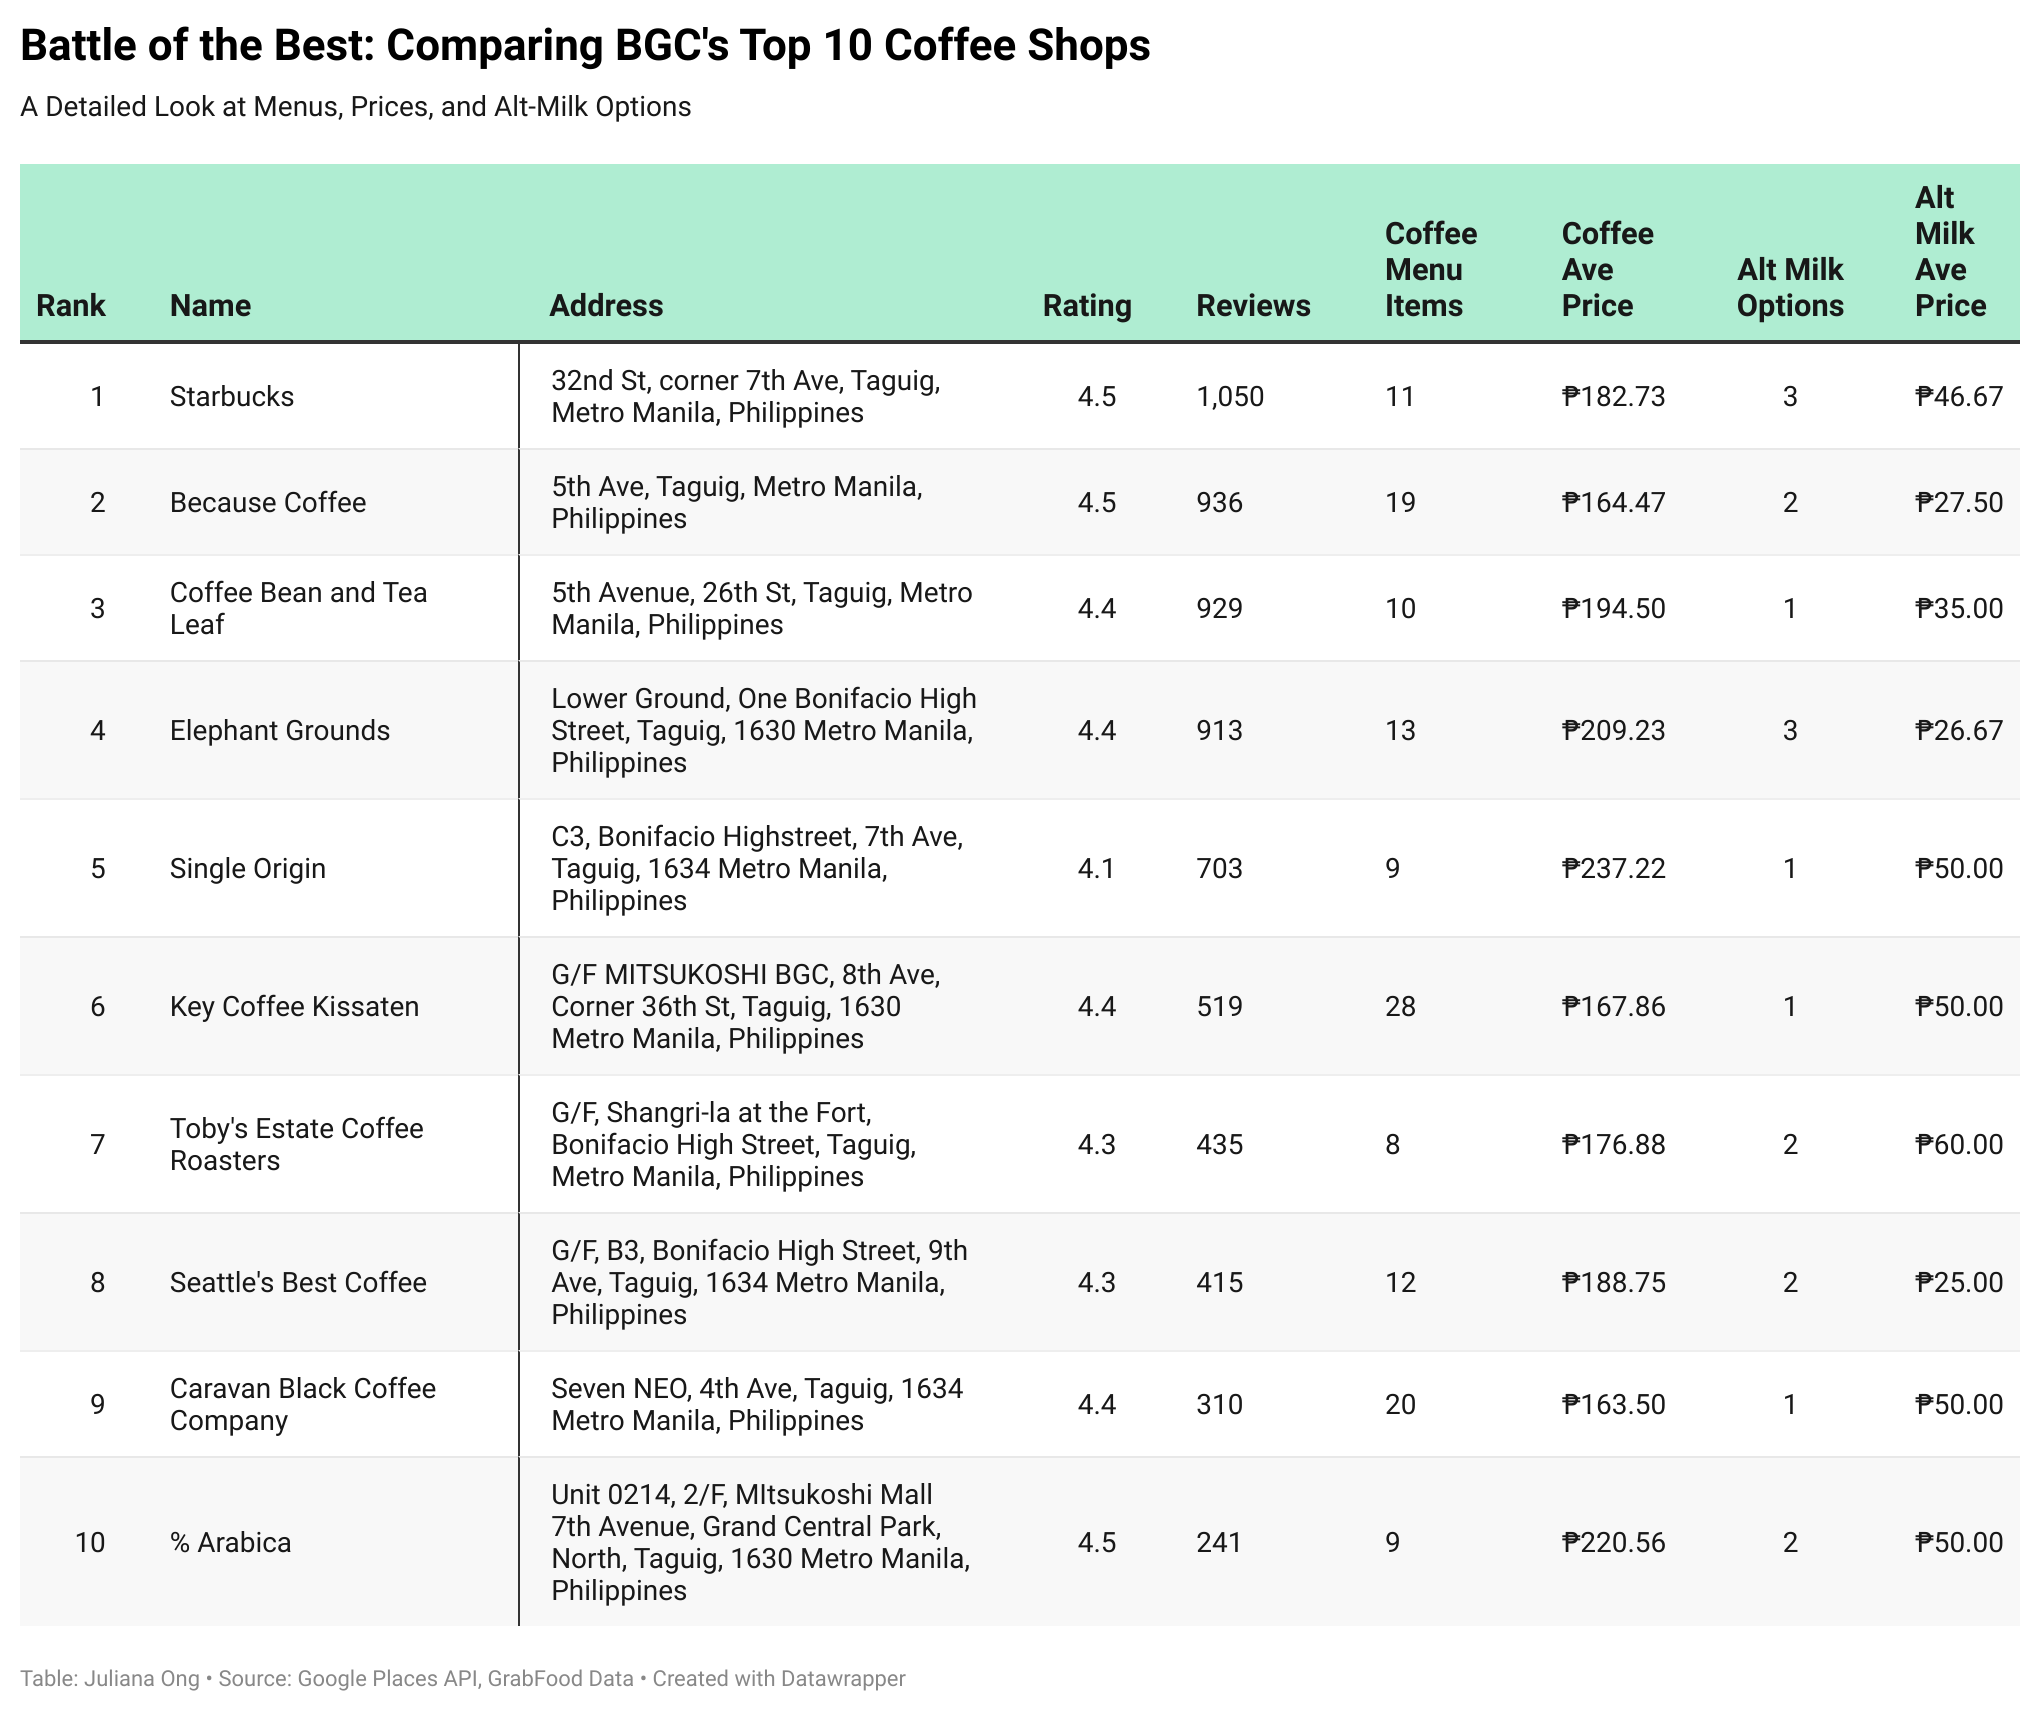 Battle of the Best: Comparing BGC's Top 10 Coffee Shops
A Detailed Look at Menus, Prices, and Alt-Milk Options
Rank Name Address Rating Reviews Coffee Menu Items Coffee Ave Price Alt Milk Options Alt Milk Ave Price
1 Starbucks 32nd St, corner 7th Ave, Taguig, Metro Manila, Philippines 4.5 1,050 11 ₱182.73 3 ₱46.67
2 Because Coffee 5th Ave, Taguig, Metro Manila, Philippines 4.5 936 19 ₱164.47 2 ₱27.50
3 Coffee Bean and Tea Leaf 5th Avenue, 26th St, Taguig, Metro Manila, Philippines 4.4 929 10 ₱194.50 1 ₱35.00
4 Elephant Grounds Lower Ground, One Bonifacio High Street, Taguig, 1630 Metro Manila, Philippines 4.4 913 13 ₱209.23 3 ₱26.67
5 Single Origin C3, Bonifacio Highstreet, 7th Ave, Taguig, 1634 Metro Manila, Philippines 4.1 703 9 ₱237.22 1 ₱50.00
6 Key Coffee Kissaten G/F MITSUKOSHI BGC, 8th Ave, Corner 36th St, Taguig, 1630 Metro Manila, Philippines 4.4 519 28 ₱167.86 1 ₱50.00
7 Toby's Estate Coffee Roasters G/F, Shangri-la at the Fort, Bonifacio High Street, Taguig, Metro Manila, Philippines 4.3 435 8 ₱176.88 2 ₱60.00
8 Seattle's Best Coffee G/F, B3, Bonifacio High Street, 9th Ave, Taguig, 1634 Metro Manila, Philippines 4.3 415 12 ₱188.75 2 ₱25.00
9 Caravan Black Coffee Company Seven NEO, 4th Ave, Taguig, 1634 Metro Manila, Philippines 4.4 310 20 ₱163.50 1 ₱50.00
10 % Arabica Unit 0214, 2/F, MItsukoshi Mall 7th Avenue, Grand Central Park, North, Taguig, 1630 Metro Manila, Philippines 4.5 241 9 ₱220.56 2 ₱50.00
Table: Juliana Ong • Source: Google Places API, GrabFood Data • Created with Datawrapper